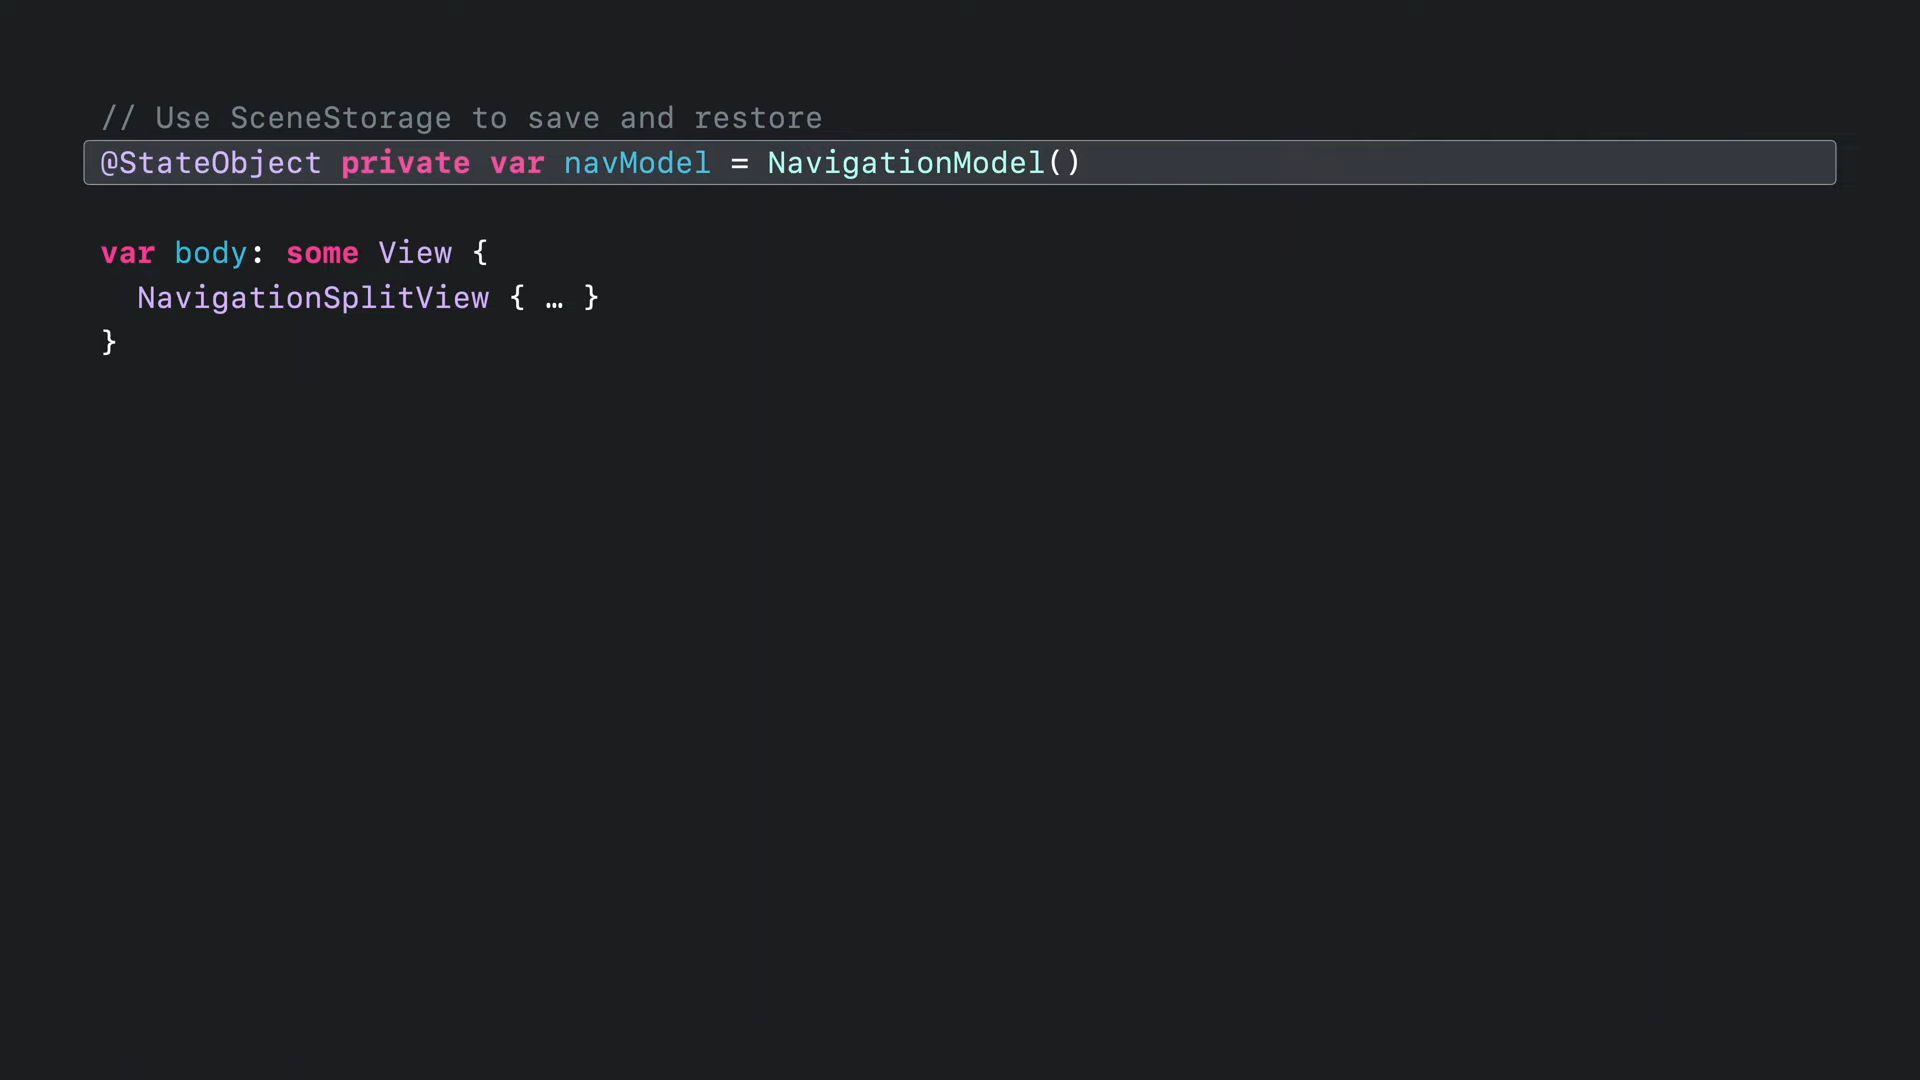 // Use SceneStorage to save and restore
@StateObject private var navModel = NavigationModel()
var body: some View {
  NavigationSplitView { … }
}